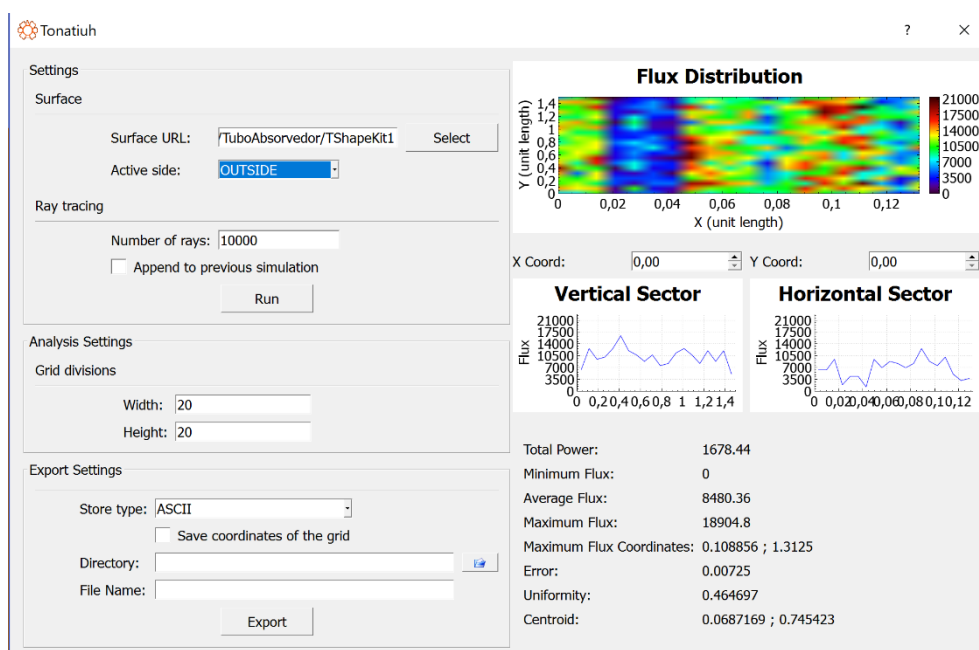 Tonatiuh
?
Settings
Surface
Surface URL: /TuboAbsorvedor/TShapeKit1 Select
Active side: OUTSIDE
Ray tracing
Number of rays: 10000
Append to previous simulation
Run
Analysis Settings
Grid divisions
Width: 20
Height: 20
Export Settings
Store type: ASCII
Save coordinates of the grid
Directory:
File Name:
Export
Flux Distribution
Y (unit length)
1,4
1,2
1
0,8
0,6
0,4
0,2
0
0 0,02 0,04 0,06 0,08 0,1 0,12
X (unit length)
21000
17500
14000
10500
7000
3500
0
X Coord: 0,00 Y Coord: 0,00
Vertical Sector
Flux
21000
17500
14000
10500
7000
3500
0
0 0,2 0,4 0,6 0,8 1 1,2 1,4
Horizontal Sector
Flux
21000
17500
14000
10500
7000
3500
0
0 0,02 0,04 0,06 0,08 0,10 0,12
Total Power: 1678.44
Minimum Flux: 0
Average Flux: 8480.36
Maximum Flux: 18904.8
Maximum Flux Coordinates: 0.108856 ; 1.3125
Error: 0.00725
Uniformity: 0.464697
Centroid: 0.0687169 ; 0.745423